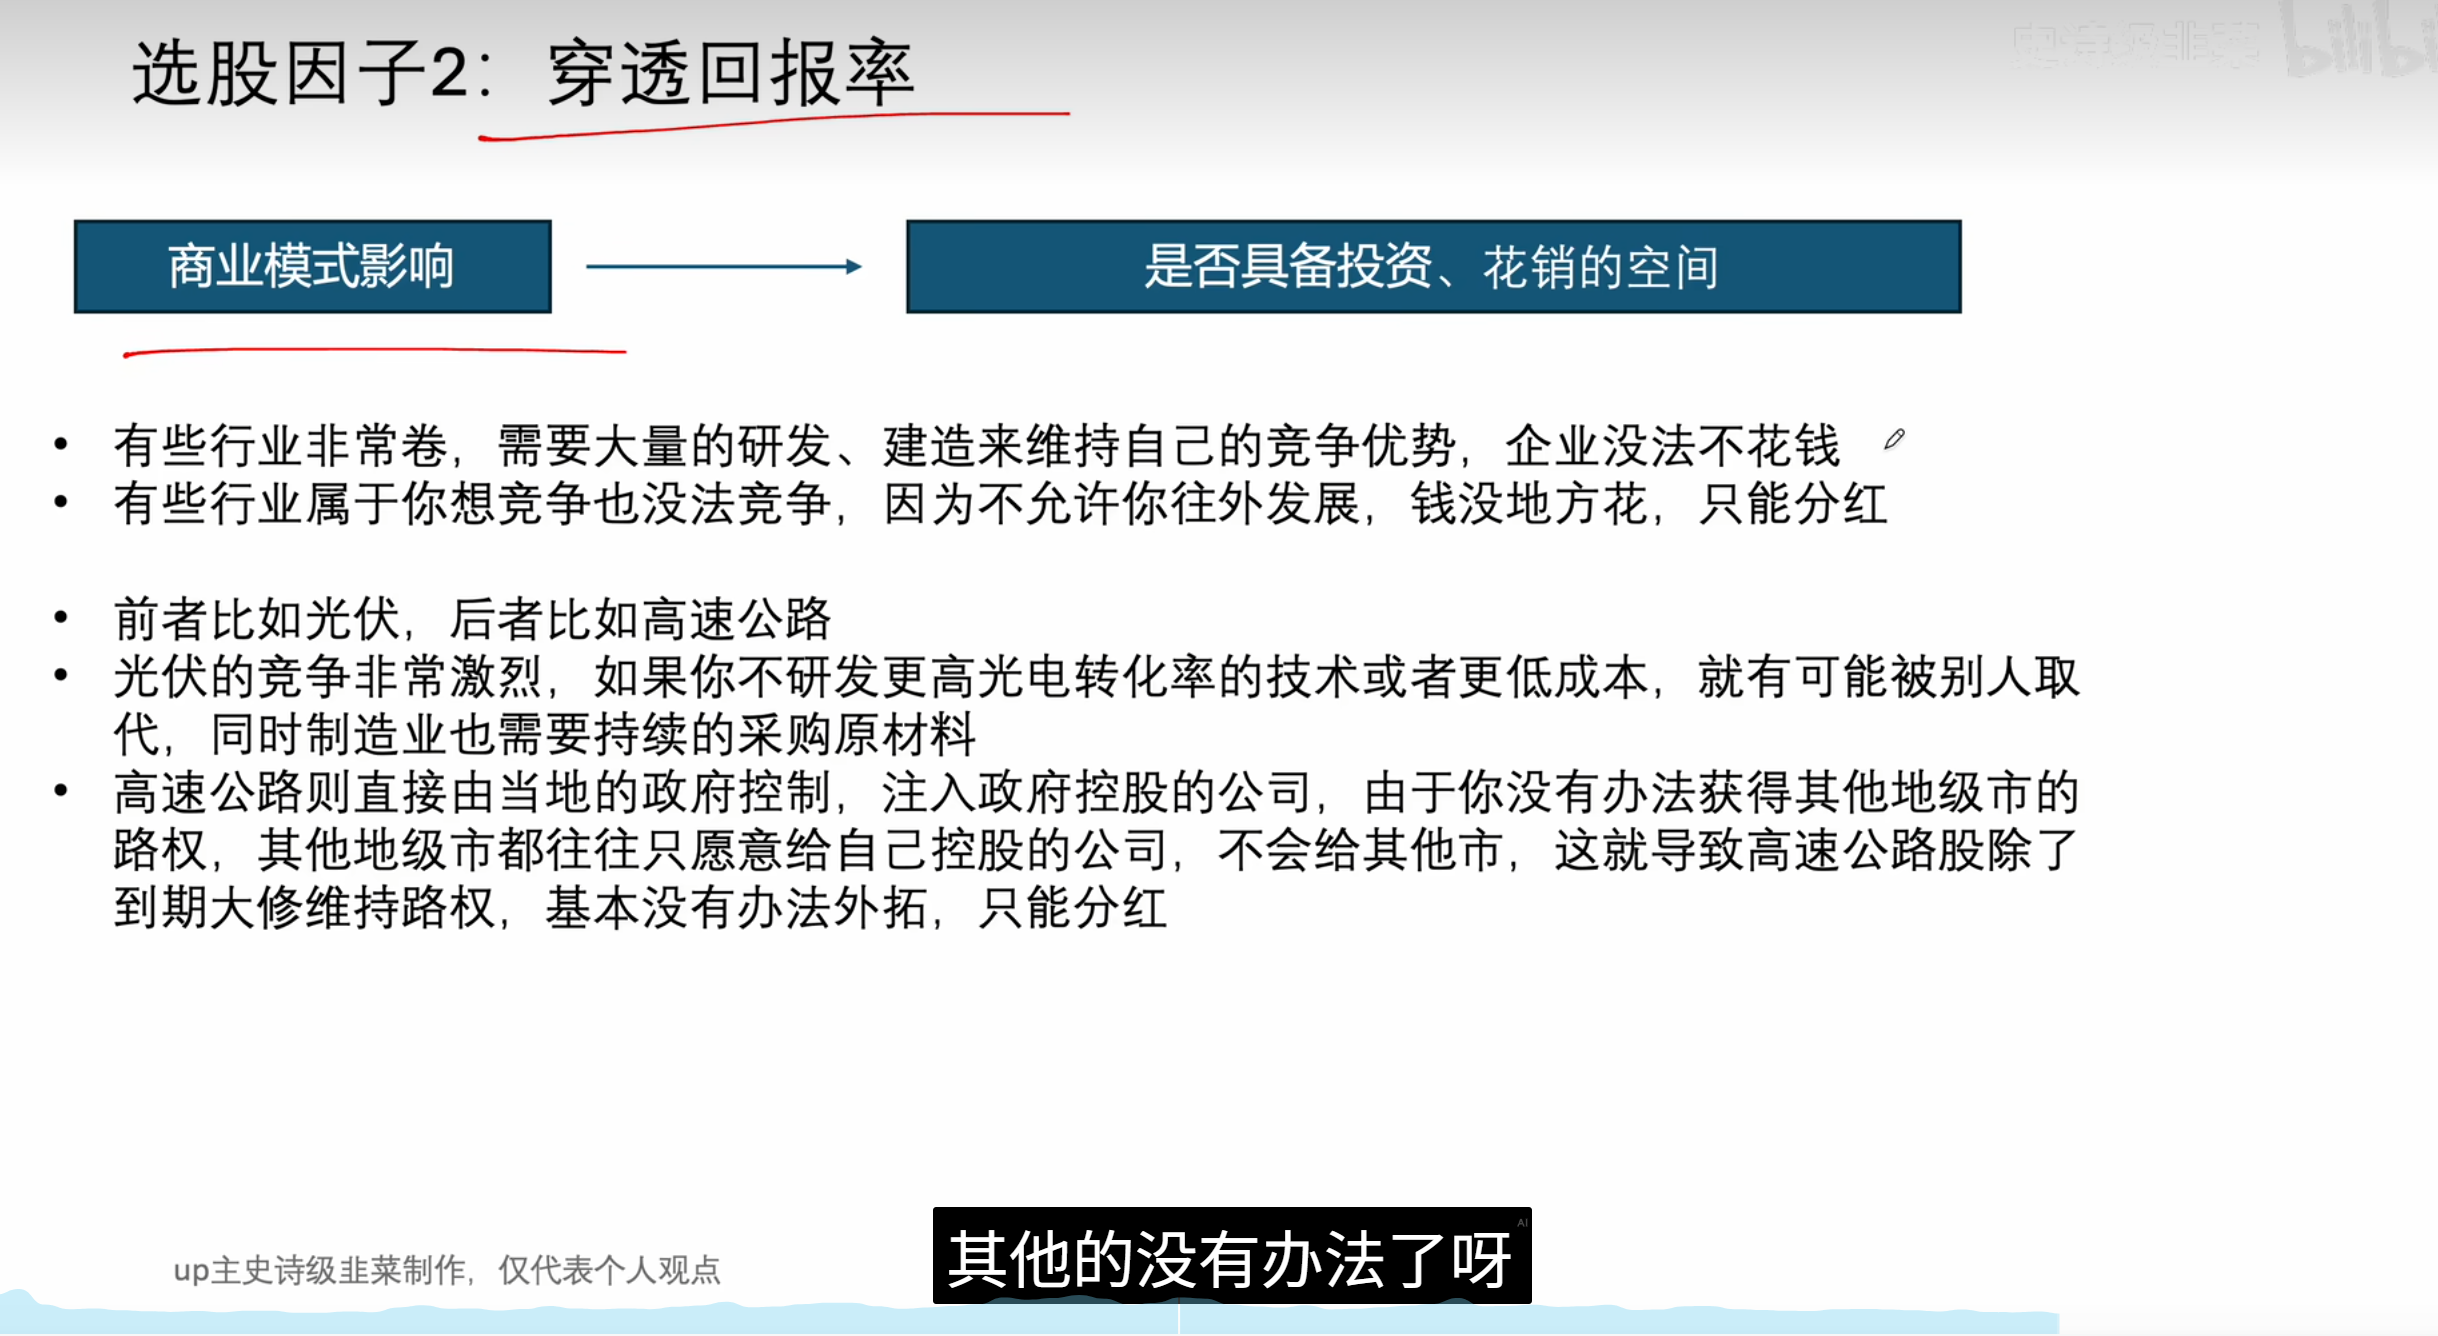 选股因子2：穿透回报率
商业模式影响
是否具备投资、花销的空间
• 有些行业非常卷，需要大量的研发、建造来维持自己的竞争优势，企业没法不花钱
• 有些行业属于你想竞争也没法竞争，因为不允许你往外发展，钱没地方花，只能分红
• 前者比如光伏，后者比如高速公路
• 光伏的竞争非常激烈，如果你不研发更高光电转化率的技术或者更低成本，就有可能被别人取
代，同时制造业也需要持续的采购原材料
• 高速公路则直接由当地的政府控制，注入政府控股的公司，由于你没有办法获得其他地级市的
路权，其他地级市都往往只愿意给自己控股的公司，不会给其他市，这就导致高速公路股除了
到期大修维持路权，基本没有办法外拓，只能分红
其他的没有办法了呀
AI
up主史诗级韭菜制作，仅代表个人观点